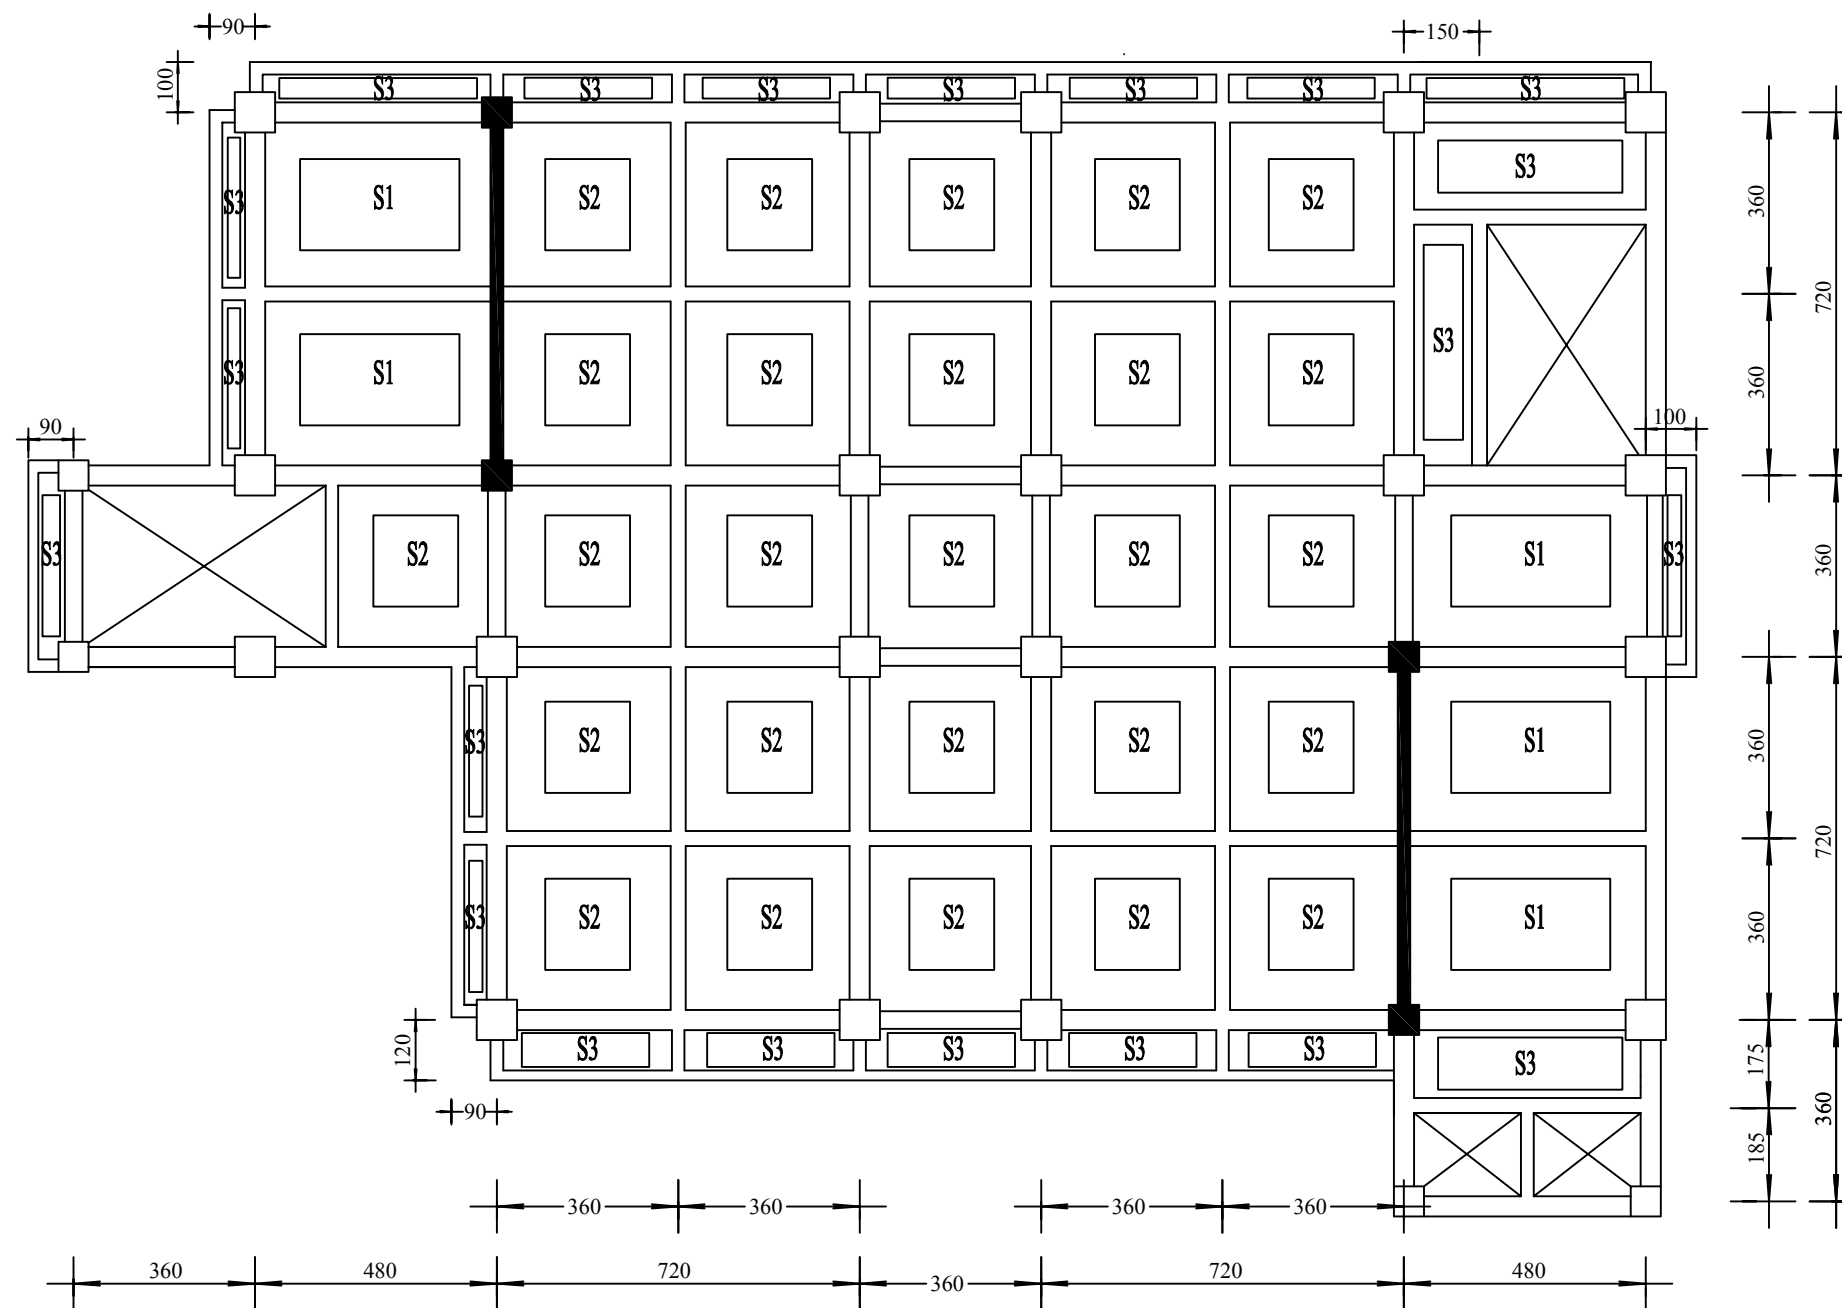 90 150
100
S3 S3 S3 S3 S3 S3 S3
S3 S1 S2 S2 S2 S2 S2 S3 360
720
S3 S1 S2 S2 S2 S2 S2 S3 360
90 100
S3 S2 S2 S2 S2 S2 S2 S1 S3 360
S3 S2 S2 S2 S2 S2 S1 360
720
S3 S2 S2 S2 S2 S2 S1 360
120 S3 S3 S3 S3 S3 S3 175
90 360
185
360 360 360 360
360 480 720 360 720 480